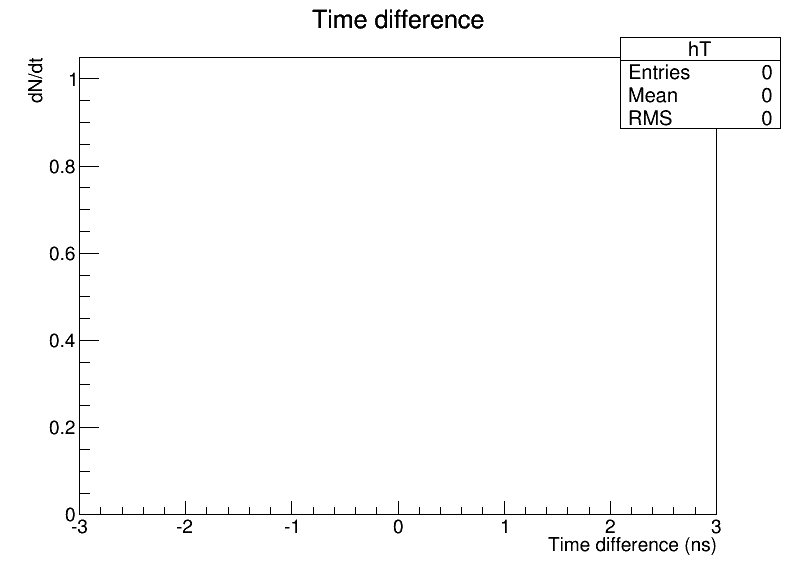 Time difference
hT
Entries 0
Mean 0
RMS 0
dN/dt
1
0.8
0.6
0.4
0.2
0
-3 -2 -1 0 1 2 3
Time difference (ns)